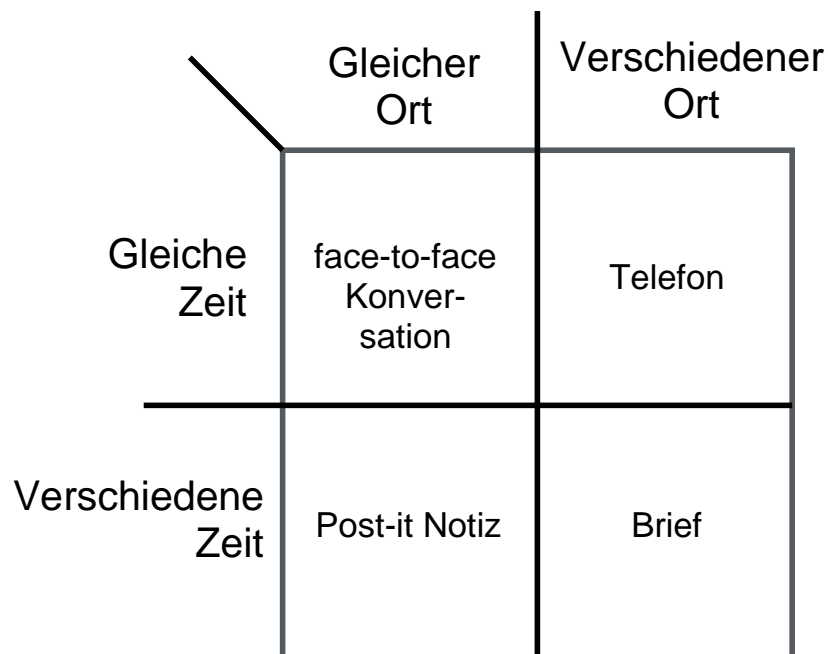 Gleicher
Ort
Verschiedener
Ort
Gleiche
Zeit
face-to-face
Konver-
sation
Telefon
Verschiedene
Zeit
Post-it Notiz
Brief